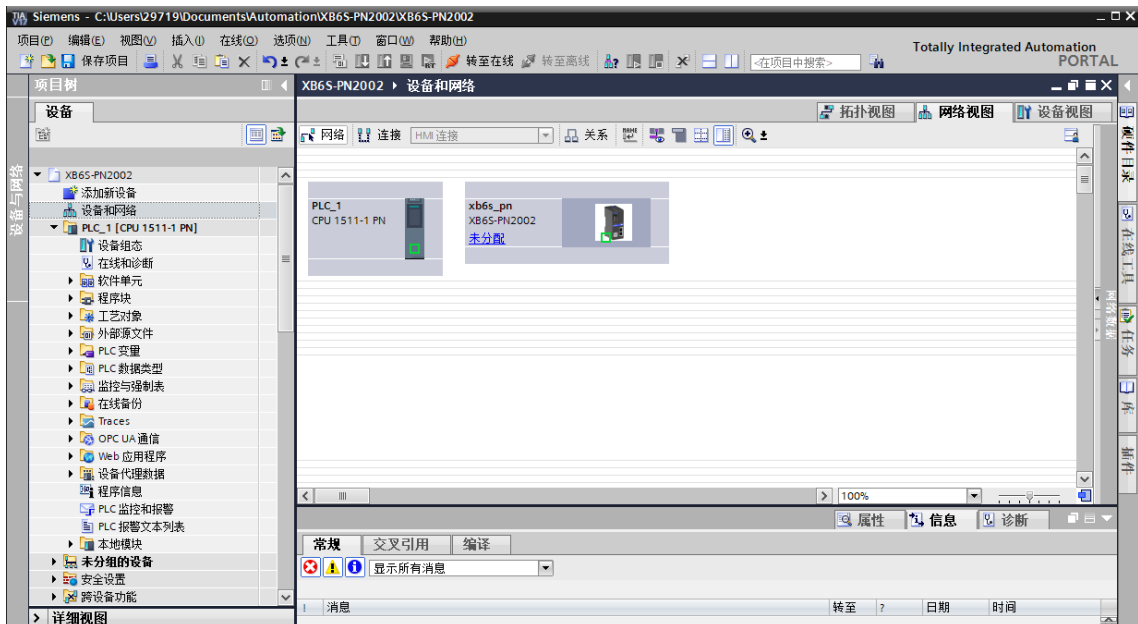 Siemens - C:\Users\29719\Documents\Automation\XB6S-PN2002\XB6S-PN2002
项目(P) 编辑(E) 视图(V) 插入(I) 在线(O) 选项(N) 工具(T) 窗口(W) 帮助(H)
Totally Integrated Automation
PORTAL
保存项目 转至在线 转至离线 <在项目中搜索>
项目树
XB6S-PN2002 设备和网络
设备
拓扑视图 网络视图 设备视图
网络 连接 HMI 连接 关系
XB6S-PN2002
添加新设备
设备和网络
PLC_1 [CPU 1511-1 PN]
设备组态
在线和诊断
软件单元
程序块
工艺对象
外部源文件
PLC 变量
PLC 数据类型
监控与强制表
在线备份
Traces
OPC UA 通信
Web 应用程序
设备代理数据
程序信息
PLC 监控和报警
PLC 报警文本列表
本地模块
未分组的设备
安全设置
跨设备功能
详细视图
设备与网络
PLC_1
CPU 1511-1 PN
xb6s_pn
XB6S-PN2002
未分配
100%
网络数据
属性 信息 诊断
常规 交叉引用 编译
显示所有消息
! 消息 转至 ? 日期 时间
硬件目录
在线工具
任务
库
插件